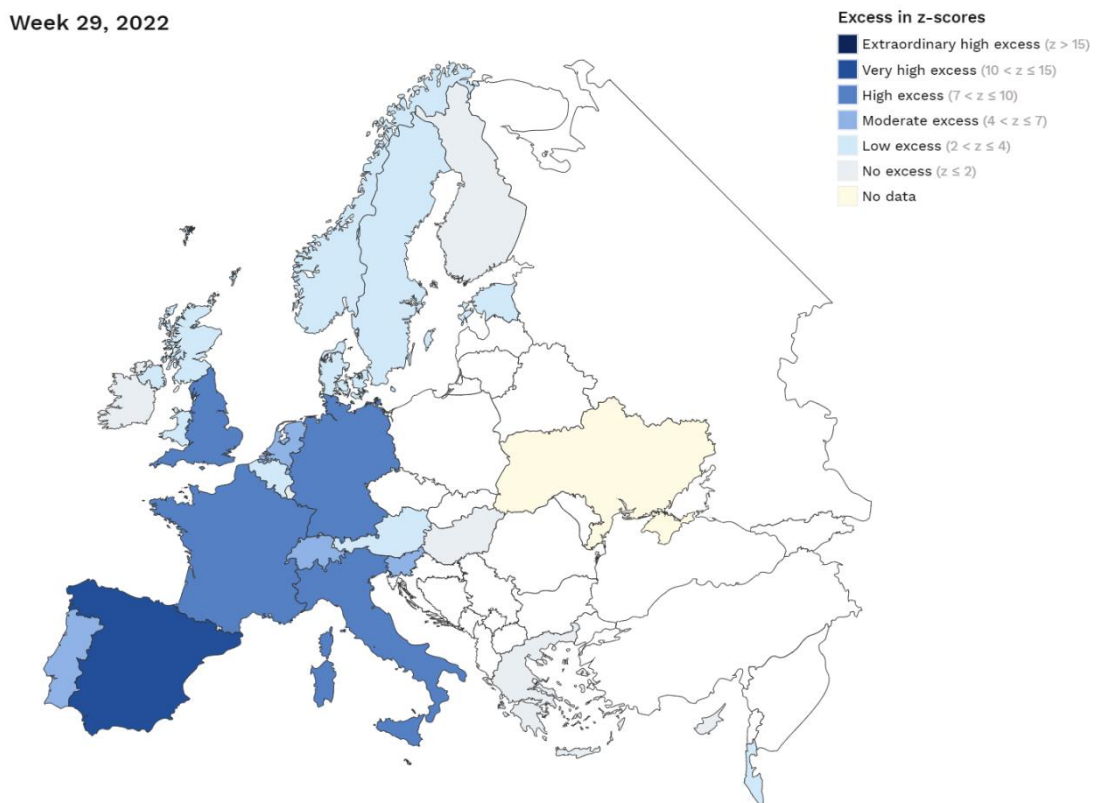 Week 29, 2022
Excess in z-scores
Extraordinary high excess (z > 15)
Very high excess (10 < z ≤ 15)
High excess (7 < z ≤ 10)
Moderate excess (4 < z ≤ 7)
Low excess (2 < z ≤ 4)
No excess (z ≤ 2)
No data